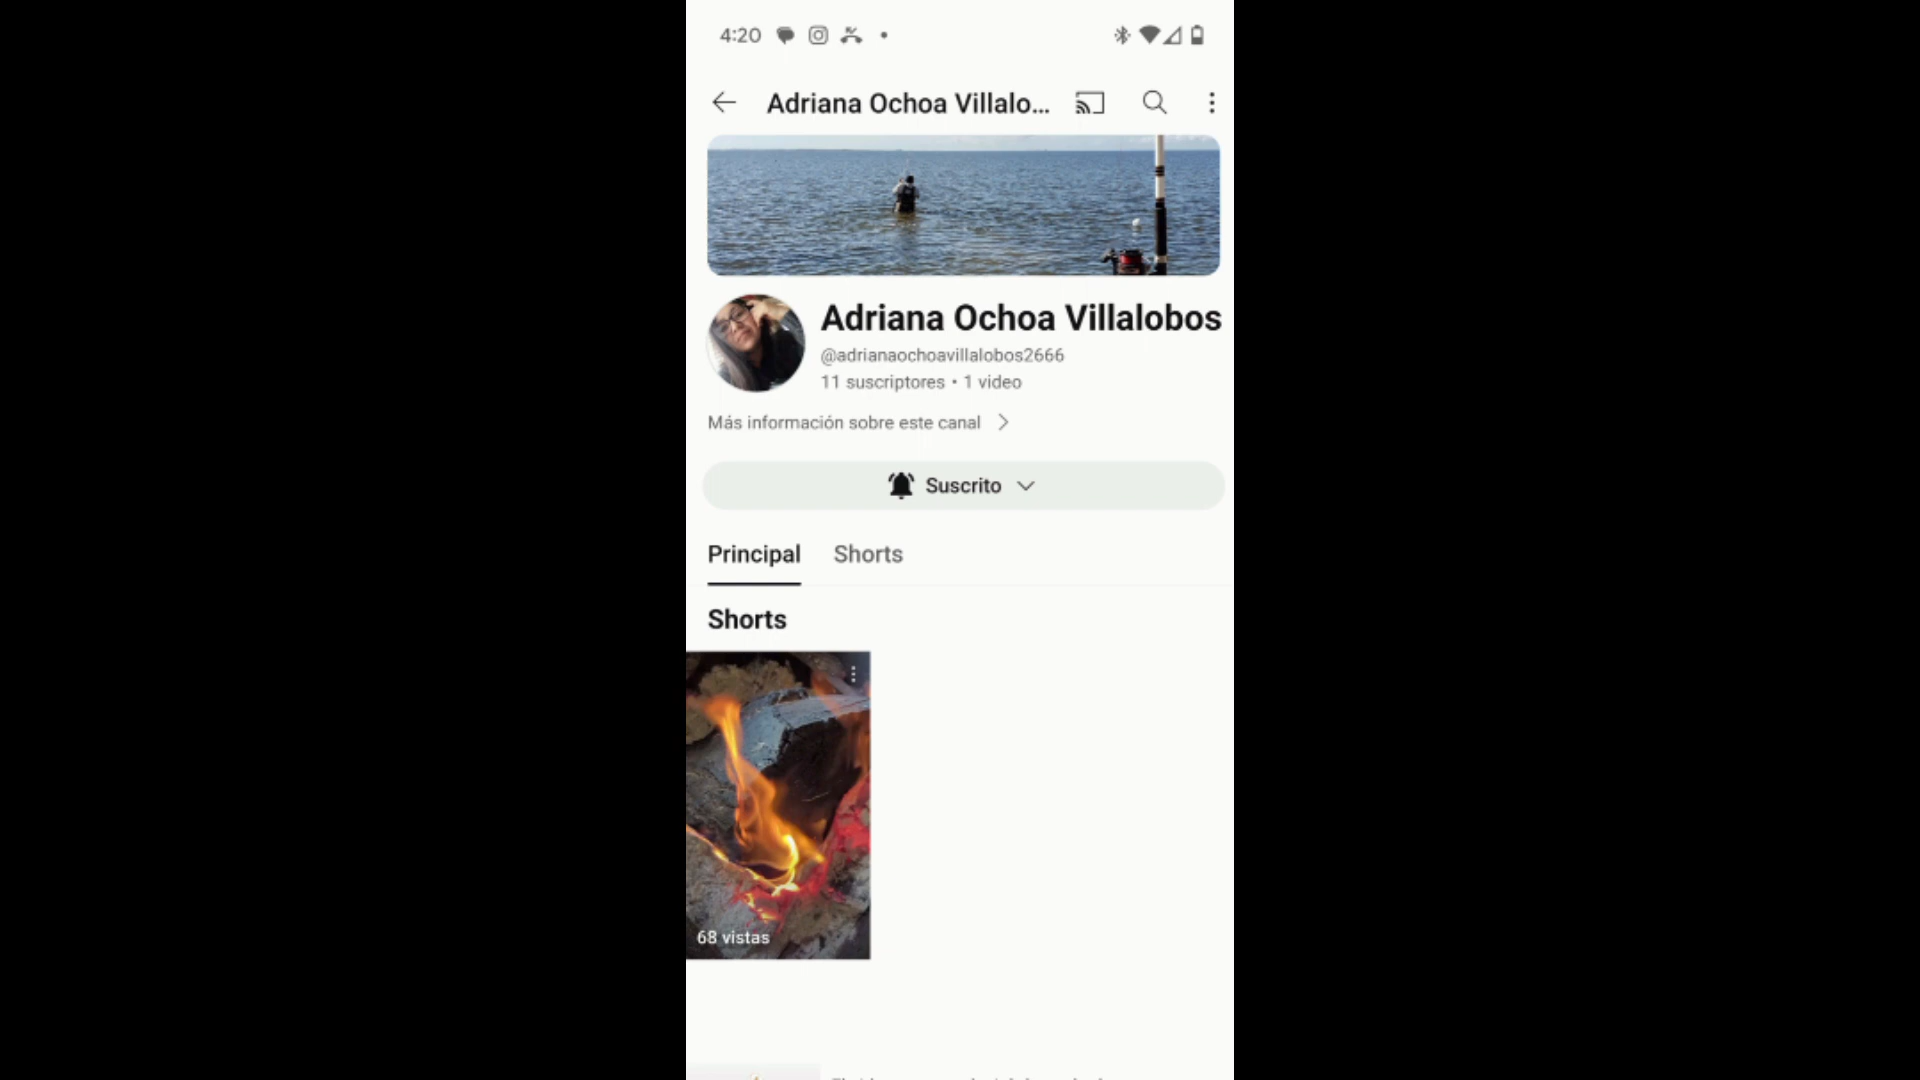 4:20
Adriana Ochoa Villalo...
Adriana Ochoa Villalobos
@adrianaochoavillalobos2666
11 suscriptores • 1 video
Más información sobre este canal
Suscrito
Principal Shorts
Shorts
68 vistas